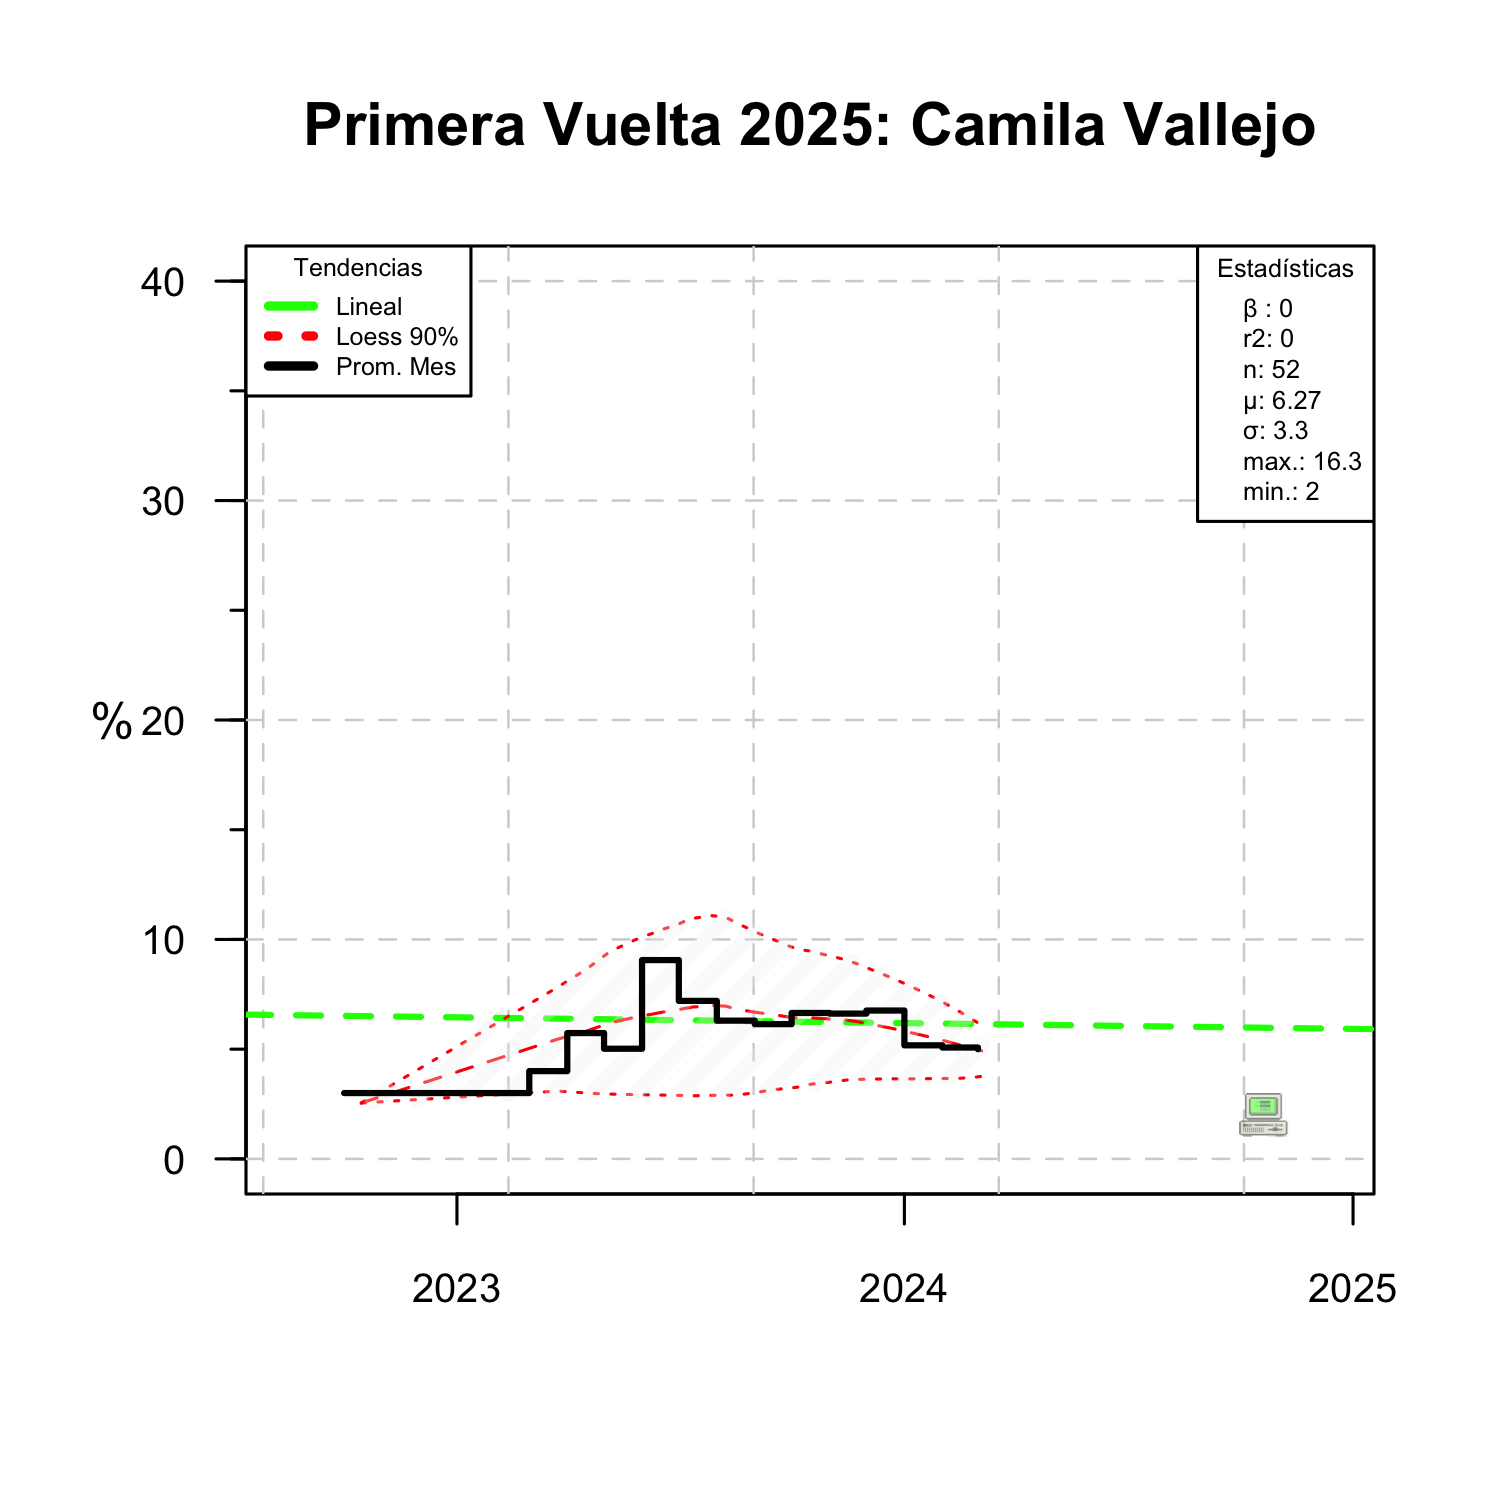 Primera Vuelta 2025: Camila Vallejo
Tendencias
Lineal
Loess 90%
Prom. Mes
Estadísticas
β : 0
r2: 0
n: 52
μ: 6.27
σ: 3.3
max.: 16.3
min.: 2
40
30
% 20
10
0
2023 2024 2025